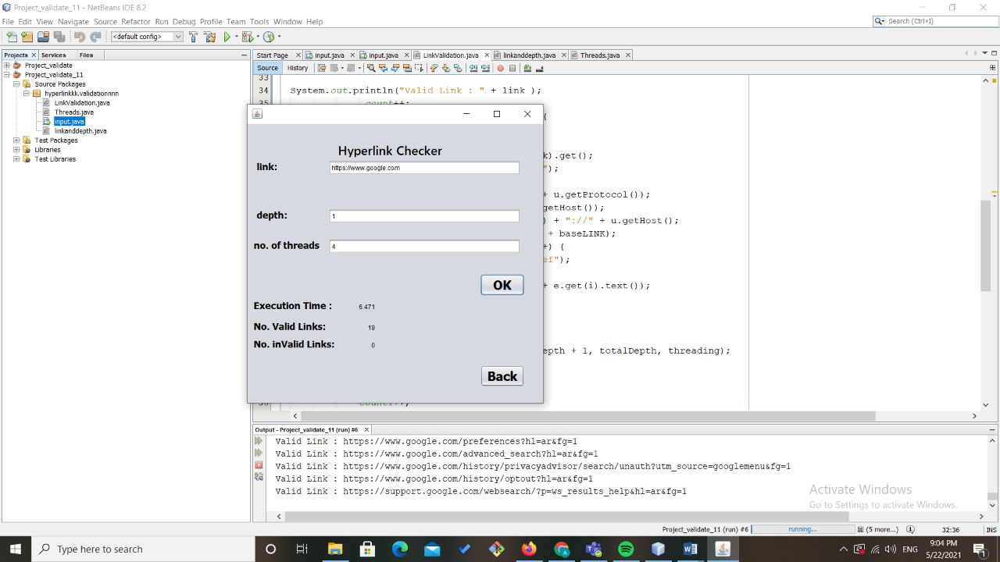 Project_validate_11 - NetBeans IDE 8.2
File Edit View Navigate Source Refactor Run Debug Profile Team Tools Window Help
Search (Ctrl+I)
<default config>
Projects Services Files
Start Page input.java input.java LinkValidation.java linkanddepth.java Threads.java
Source History
Project_validate
Project_validate_11
Source Packages
hyperlinkkk.validationnnn
LinkValidation.java
Threads.java
input.java
linkanddepth.java
Test Packages
Libraries
Test Libraries
33
34 System.out.println("Valid Link : " + link );
35 count++;
{
k).get();
");
+ u.getProtocol());
getHost());
) + "://" + u.getHost();
+ baseLINK);
+) {
ef");
+ e.get(i).text());
epth + 1, totalDepth, threading);
Hyperlink Checker
link: https://www.google.com
depth: 1
no. of threads 4
OK
Execution Time : 6.471
No. Valid Links: 19
No. inValid Links: 0
Back
Output - Project_validate_11 (run) #6
Valid Link : https://www.google.com/preferences?hl=ar&fg=1
Valid Link : https://www.google.com/advanced_search?hl=ar&fg=1
Valid Link : https://www.google.com/history/privacyadvisor/search/unauth?utm_source=googlemenu&fg=1
Valid Link : https://www.google.com/history/optout?hl=ar&fg=1
Valid Link : https://support.google.com/websearch/?p=ws_results_help&hl=ar&fg=1
Activate Windows
Go to Settings to activate Windows.
Project_validate_11 (run) #6 running... (5 more...) 32:36 INS
Type here to search
ENG
9:04 PM
5/22/2021